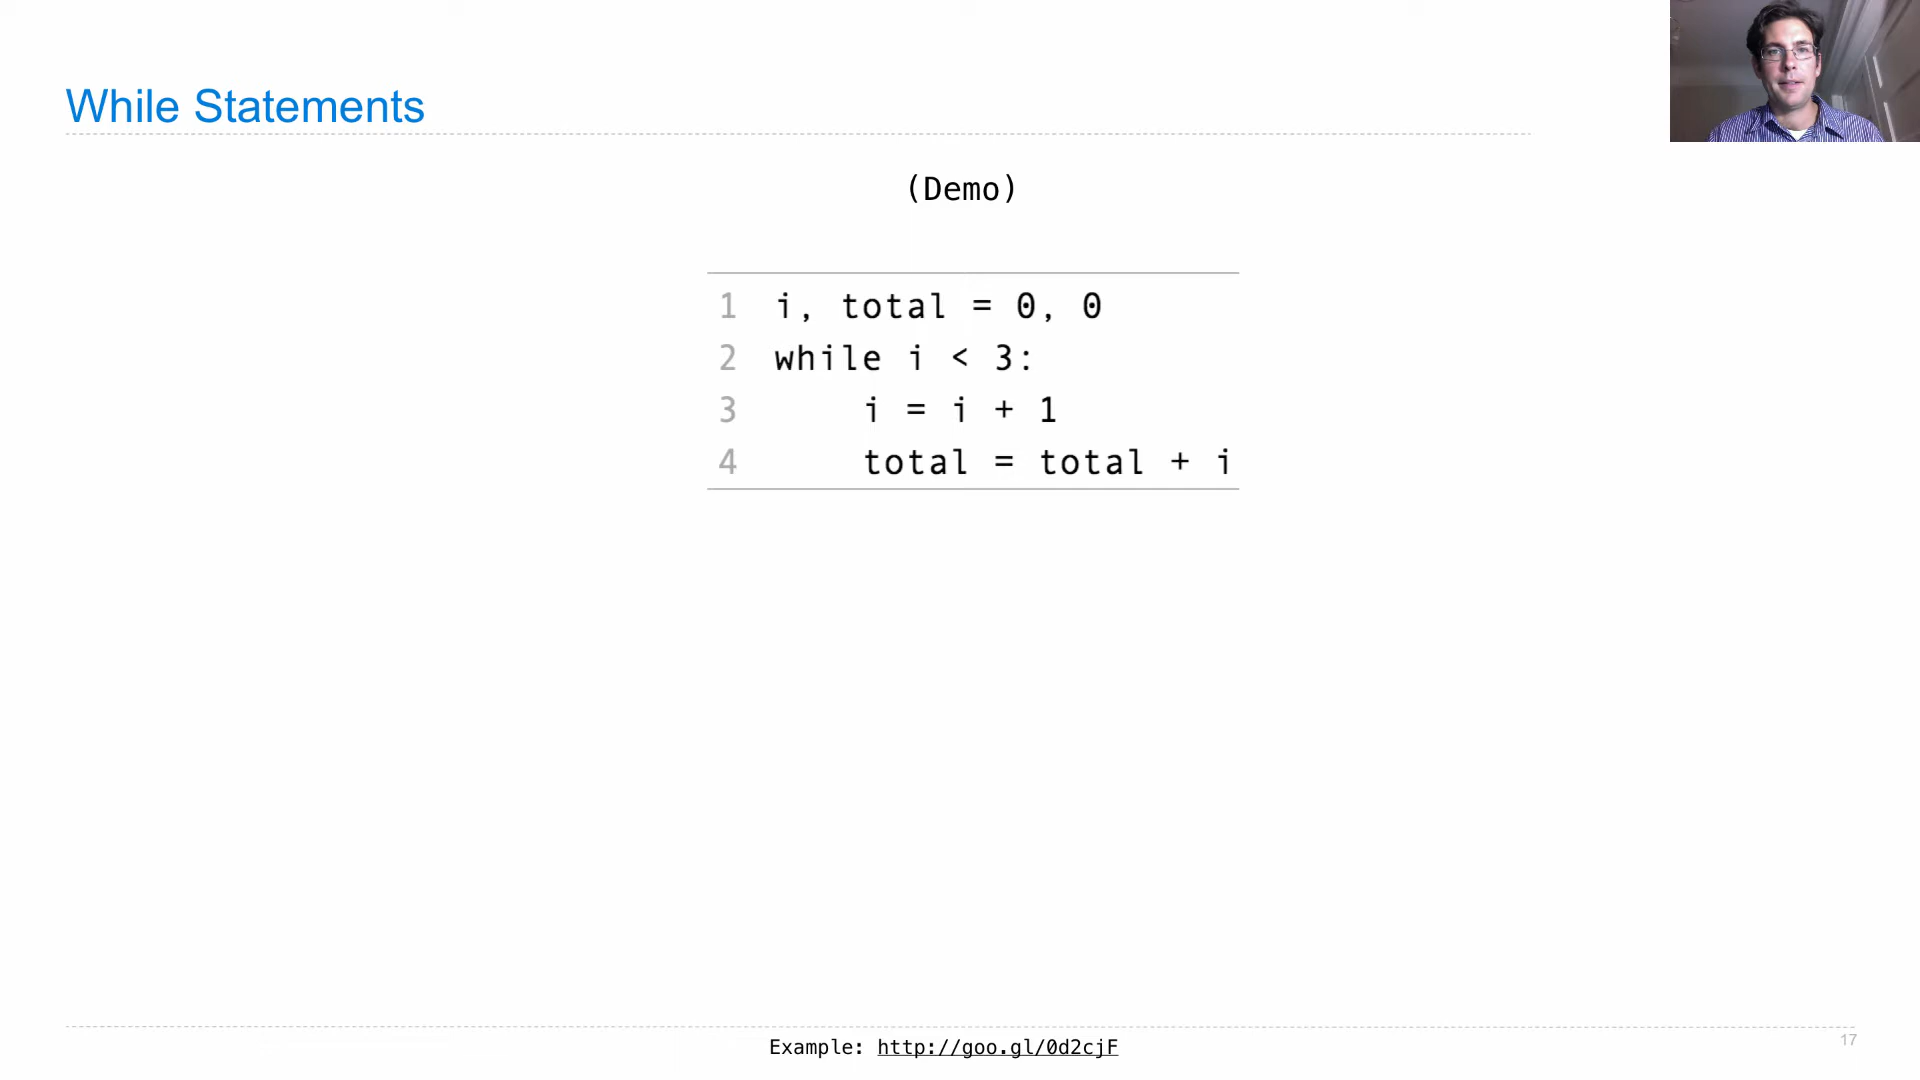 While Statements
(Demo)
1 i, total = 0, 0
2 while i < 3:
3     i = i + 1
4     total = total + i
Example: http://goo.gl/0d2cjF
17